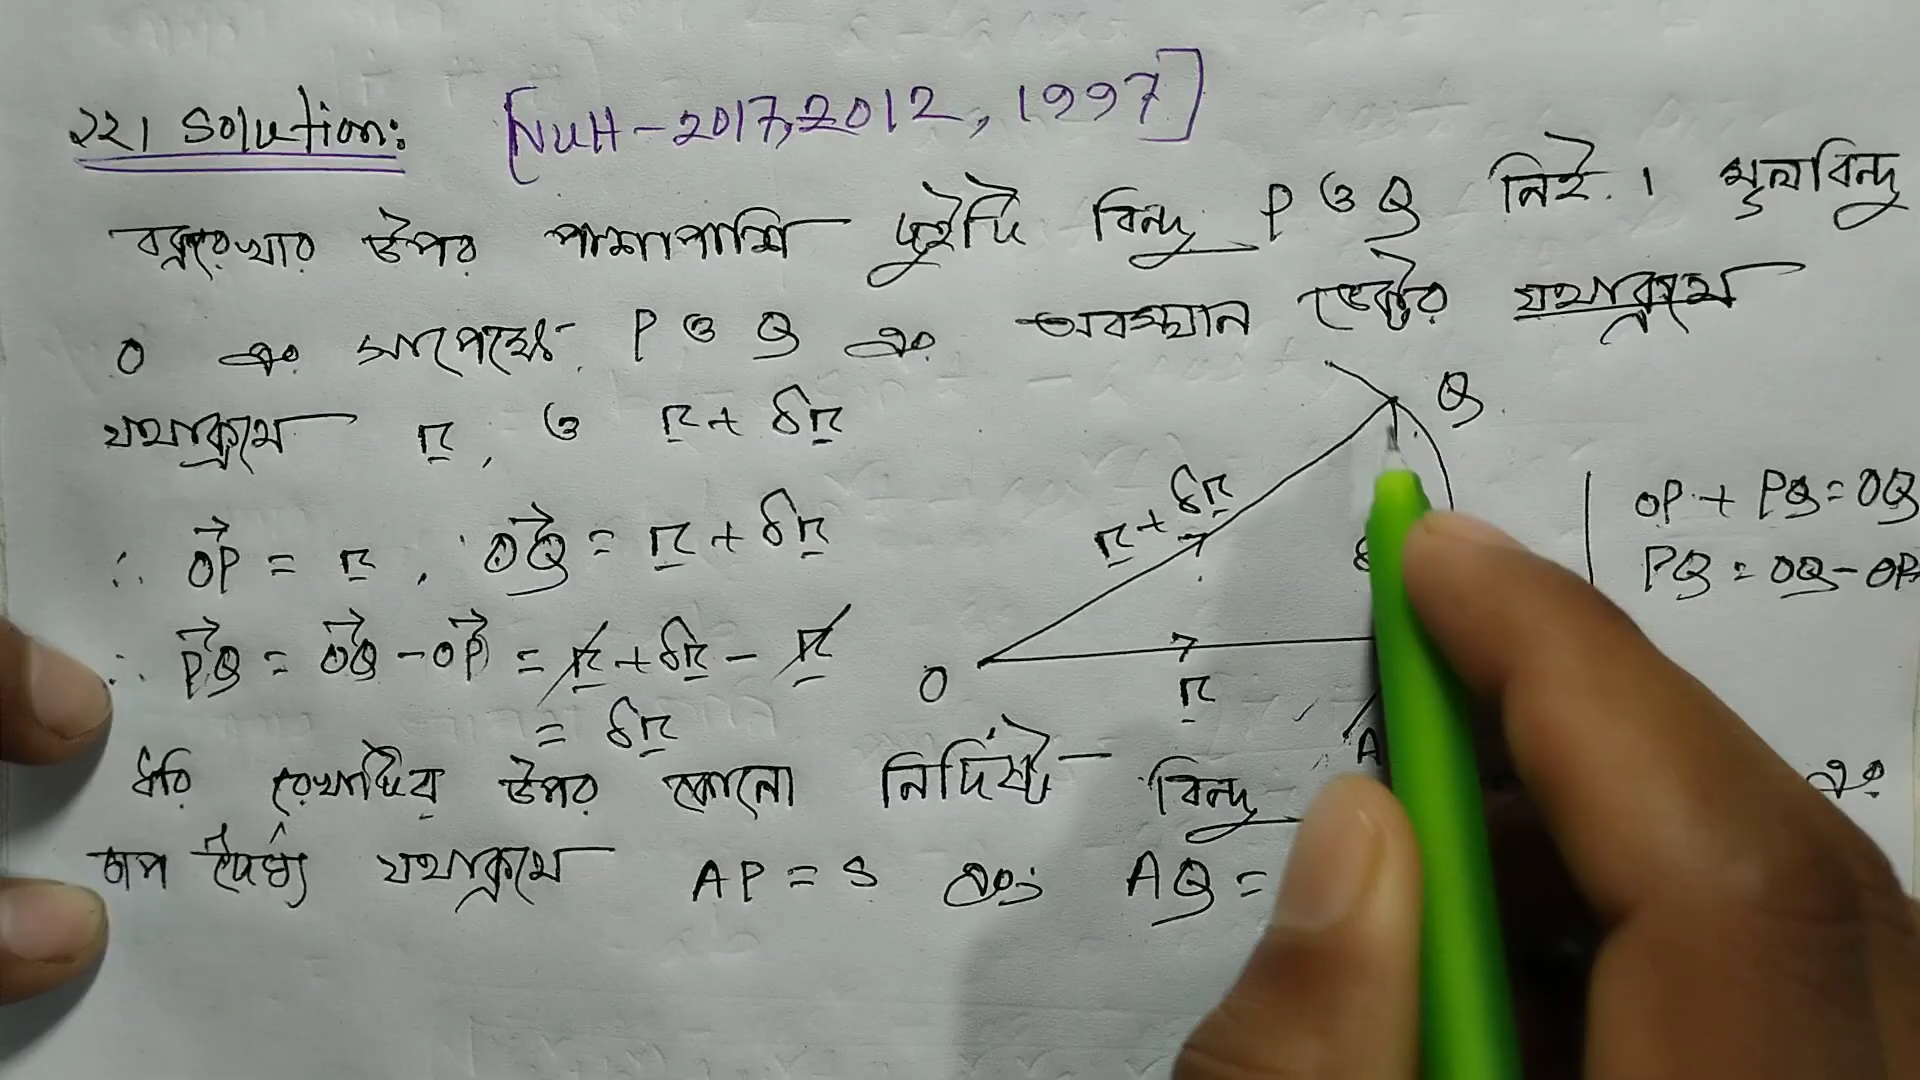 ২২। Solution: [NUH-2017,2012, 1997]
বক্ররেখার উপর পাশাপাশি দুইটি বিন্দু P ও Q নিই। মূলবিন্দু
O এর সাপেক্ষে P ও Q এর অবস্থান ভেক্টর যথাক্রমে
যথাক্রমে r, ও r + δr
∴ OP = r, OQ = r + δr
∴ PQ = OQ - OP = r + δr - r
= δr
ধরি রেখাটির উপর কোনো নির্দিষ্ট বিন্দু
এর
চাপ দৈর্ঘ্য যথাক্রমে AP = S এবং AQ =
Q
r + δr
O
r
A
OP + PQ = OQ
PQ = OQ - OP